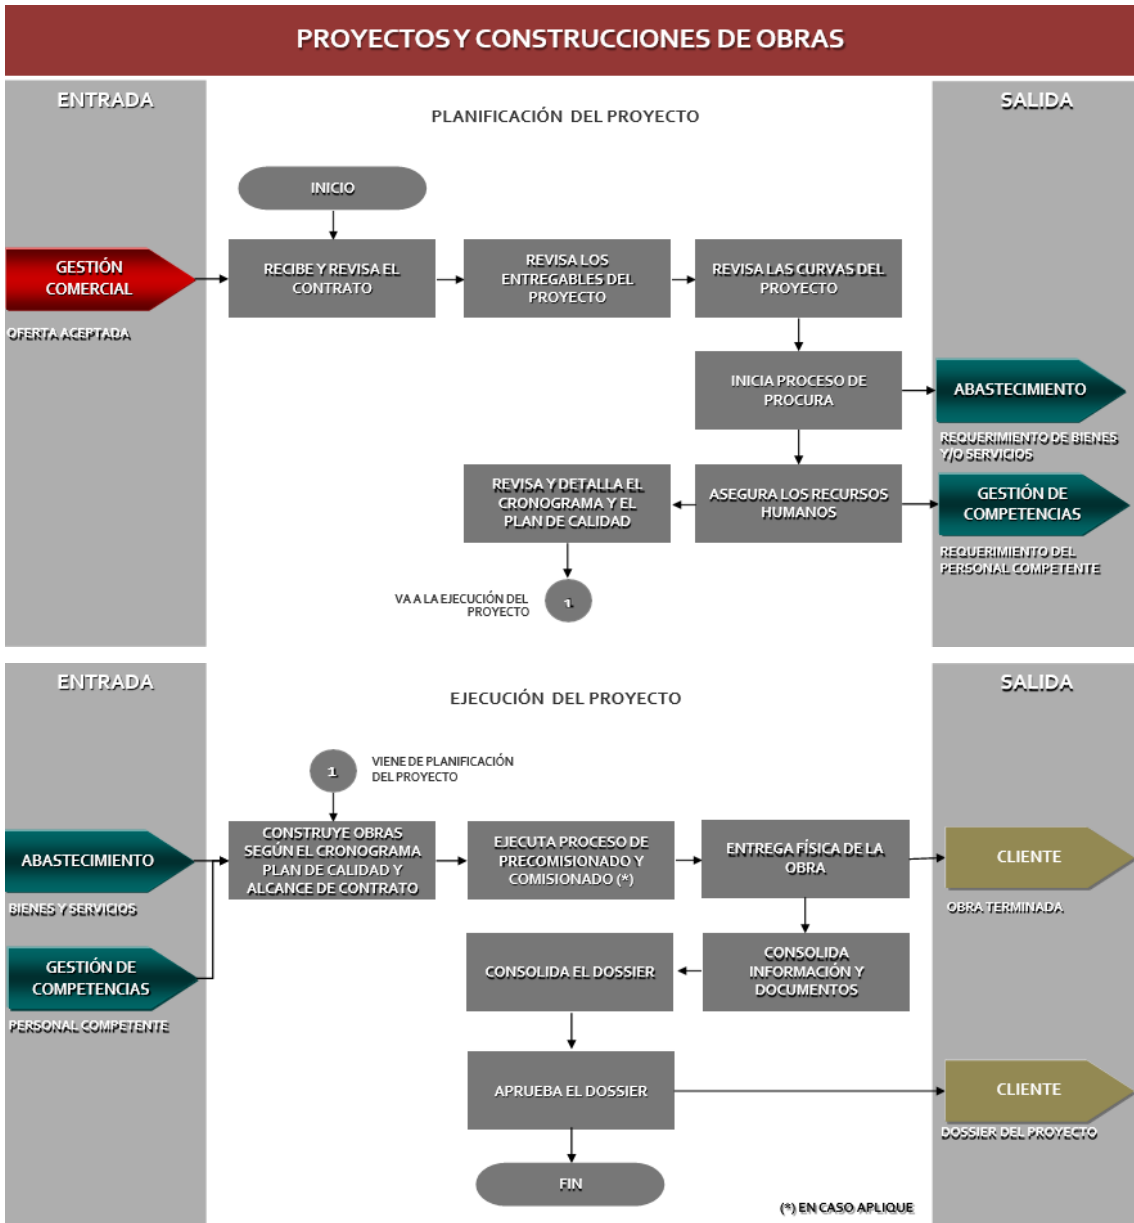 PROYECTOS Y CONSTRUCCIONES DE OBRAS
ENTRADA
PLANIFICACIÓN DEL PROYECTO
SALIDA
INICIO
GESTIÓN
COMERCIAL
OFERTA ACEPTADA
RECIBE Y REVISA EL
CONTRATO
REVISA LOS
ENTREGABLES DEL
PROYECTO
REVISA LAS CURVAS DEL
PROYECTO
INICIA PROCESO DE
PROCURA
ABASTECIMIENTO
REQUERIMIENTO DE BIENES
Y/O SERVICIOS
REVISA Y DETALLA EL
CRONOGRAMA Y EL
PLAN DE CALIDAD
ASEGURA LOS RECURSOS
HUMANOS
GESTIÓN DE
COMPETENCIAS
REQUERIMIENTO DEL
PERSONAL COMPETENTE
VA A LA EJECUCIÓN DEL
PROYECTO
1
ENTRADA
EJECUCIÓN DEL PROYECTO
SALIDA
1
VIENE DE PLANIFICACIÓN
DEL PROYECTO
ABASTECIMIENTO
BIENES Y SERVICIOS
GESTIÓN DE
COMPETENCIAS
PERSONAL COMPETENTE
CONSTRUYE OBRAS
SEGÚN EL CRONOGRAMA
PLAN DE CALIDAD Y
ALCANCE DE CONTRATO
EJECUTA PROCESO DE
PRECOMISIONADO Y
COMISIONADO (*)
ENTREGA FÍSICA DE LA
OBRA
CLIENTE
OBRA TERMINADA
CONSOLIDA EL DOSSIER
CONSOLIDA
INFORMACIÓN Y
DOCUMENTOS
APRUEBA EL DOSSIER
CLIENTE
DOSSIER DEL PROYECTO
FIN
(*) EN CASO APLIQUE